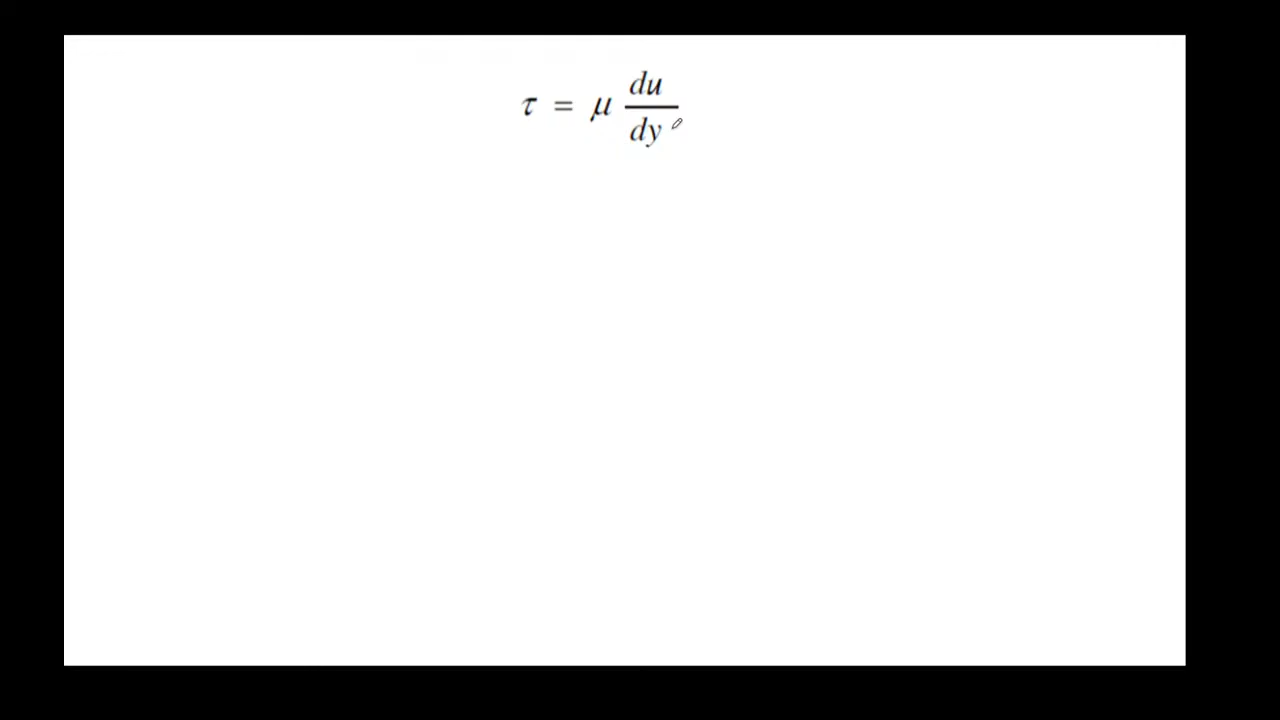 τ = μ du/dy